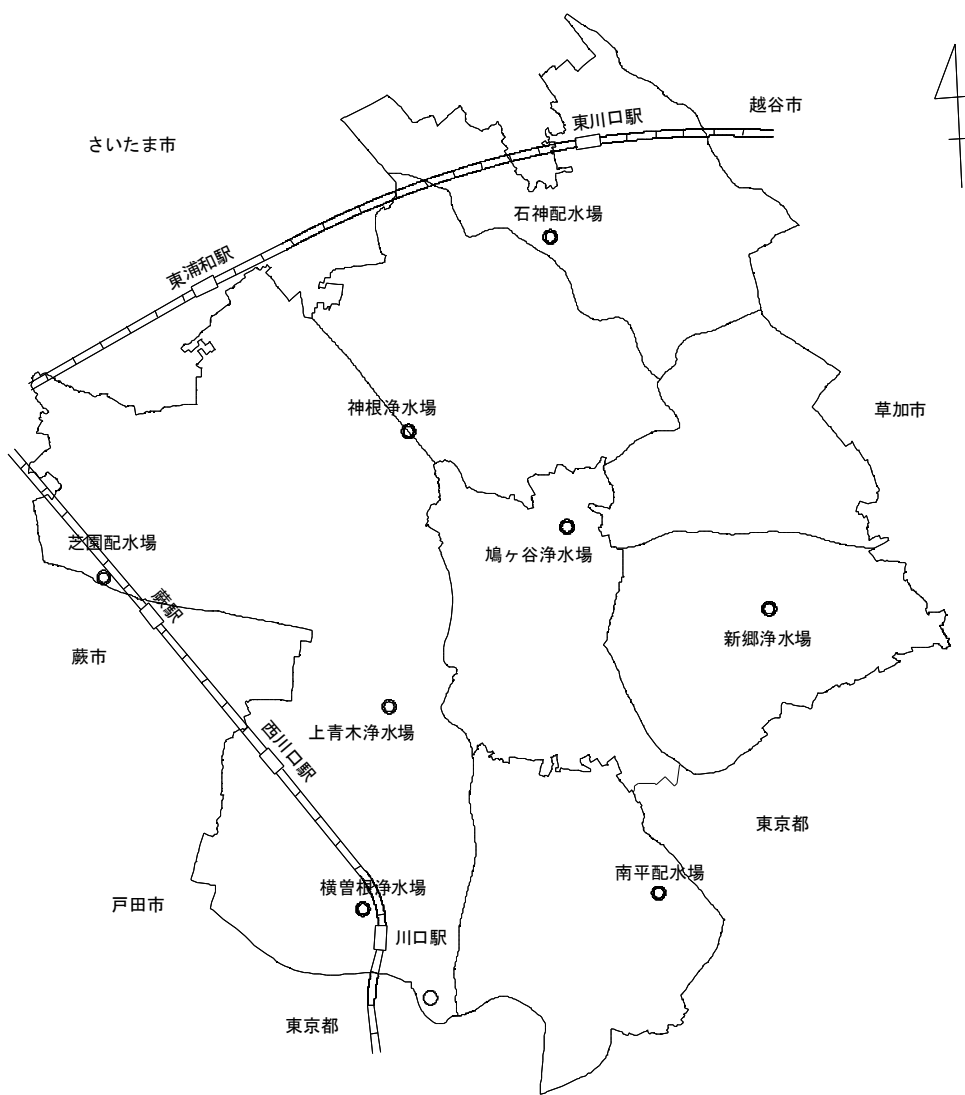 越谷市
東川口駅
さいたま市
石神配水場
東浦和駅
神根浄水場
草加市
芝園配水場
鳩ヶ谷浄水場
蕨駅
新郷浄水場
蕨市
上青木浄水場
西川口駅
東京都
南平配水場
横曽根浄水場
戸田市
川口駅
東京都